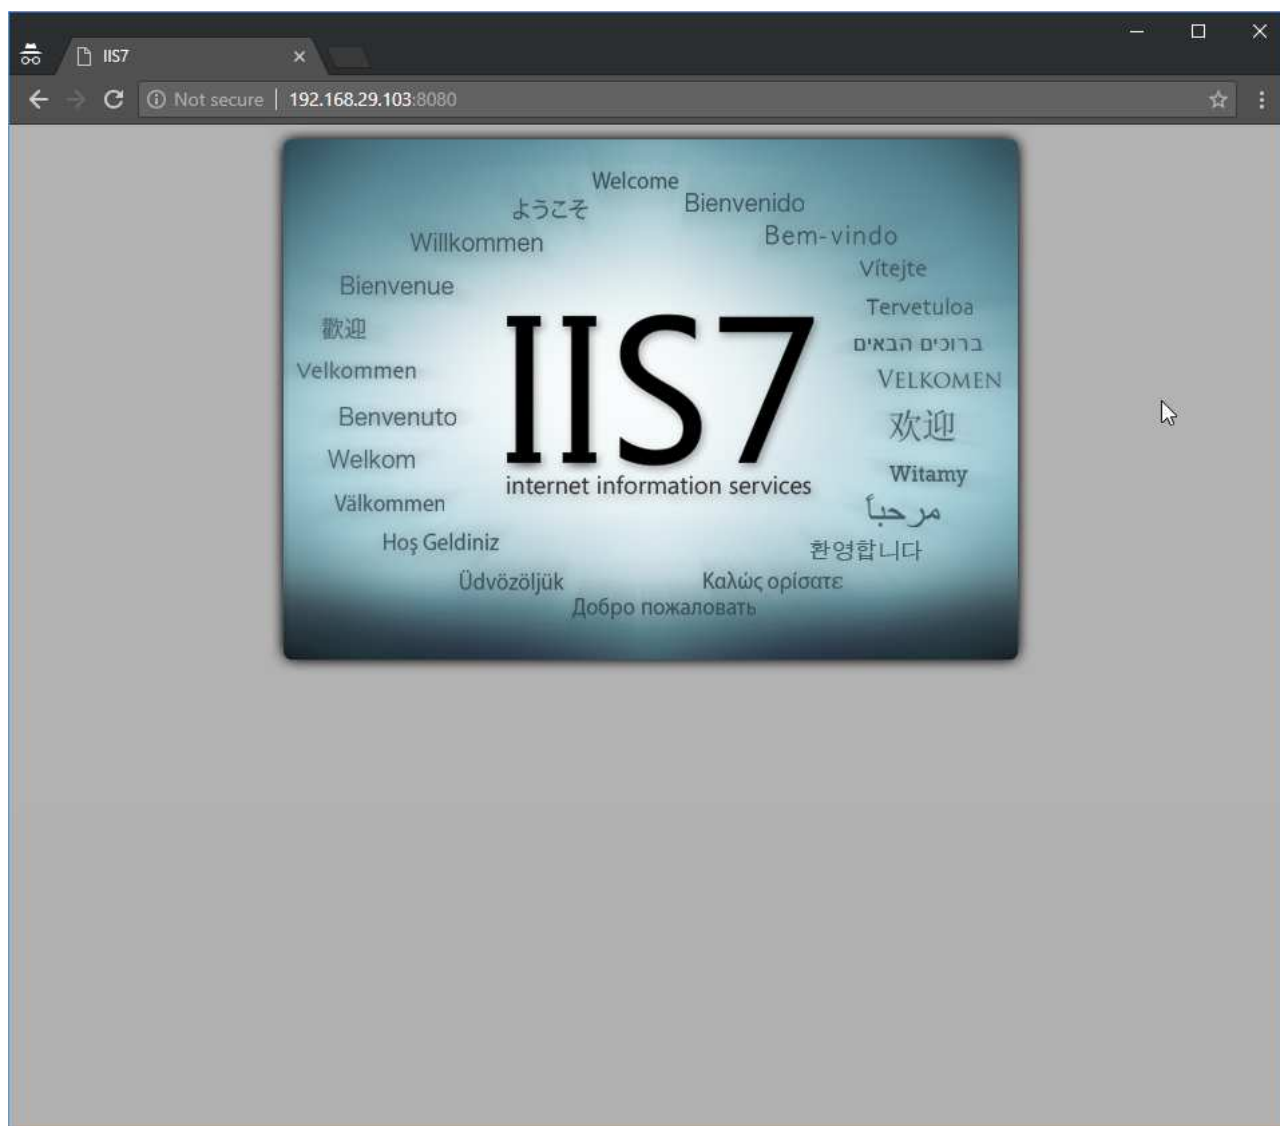 IIS7
Not secure | 192.168.29.103:8080
Welcome
ようこそ
Bienvenido
Willkommen
Bem-vindo
Vítejte
Bienvenue
Tervetuloa
歡迎
ברוכים הבאים
Velkommen
VELKOMEN
Benvenuto
欢迎
Welkom
Witamy
Välkommen
مرحباً
Hoş Geldiniz
환영합니다
Üdvözöljük
Καλώς ορίσατε
Добро пожаловать
IIS7
internet information services